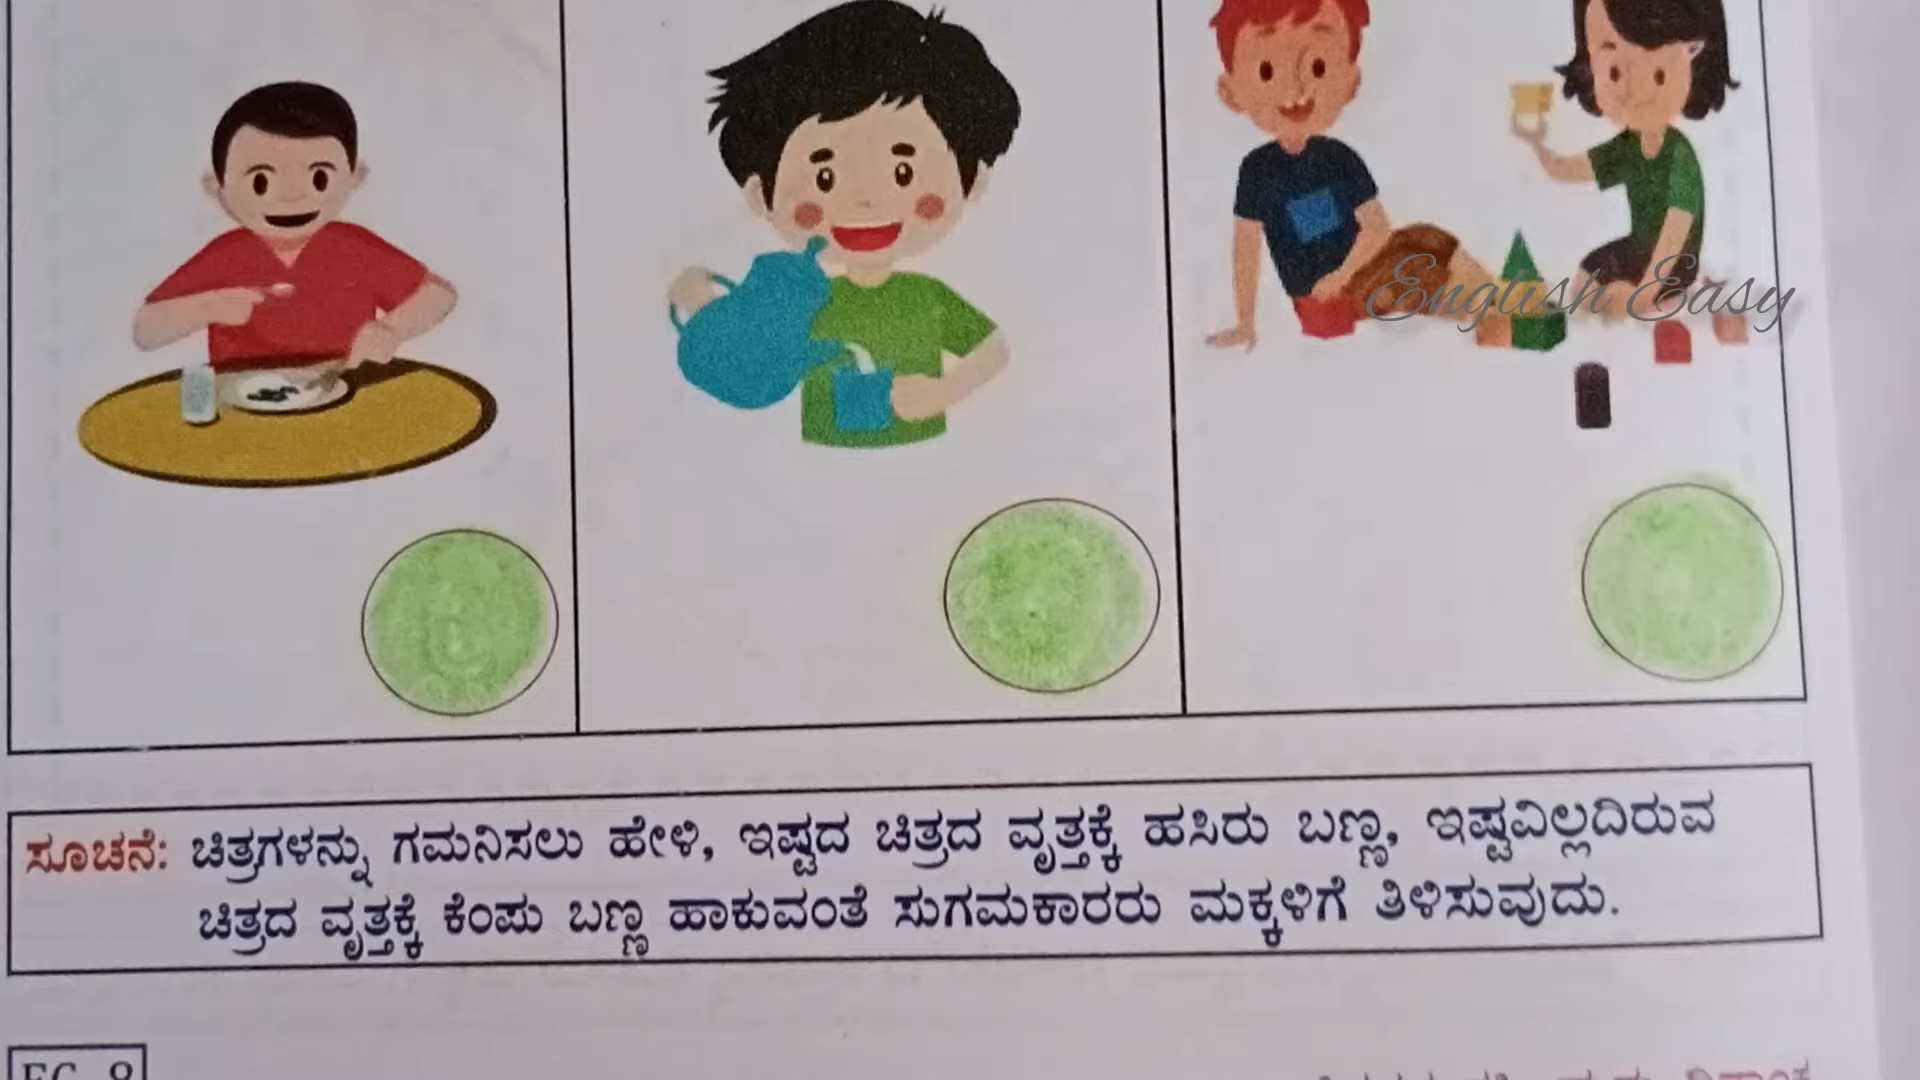 English Easy
ಸೂಚನೆ: ಚಿತ್ರಗಳನ್ನು ಗಮನಿಸಲು ಹೇಳಿ, ಇಷ್ಟದ ಚಿತ್ರದ ವೃತ್ತಕ್ಕೆ ಹಸಿರು ಬಣ್ಣ, ಇಷ್ಟವಿಲ್ಲದಿರುವ
ಚಿತ್ರದ ವೃತ್ತಕ್ಕೆ ಕೆಂಪು ಬಣ್ಣ ಹಾಕುವಂತೆ ಸುಗಮಕಾರರು ಮಕ್ಕಳಿಗೆ ತಿಳಿಸುವುದು.